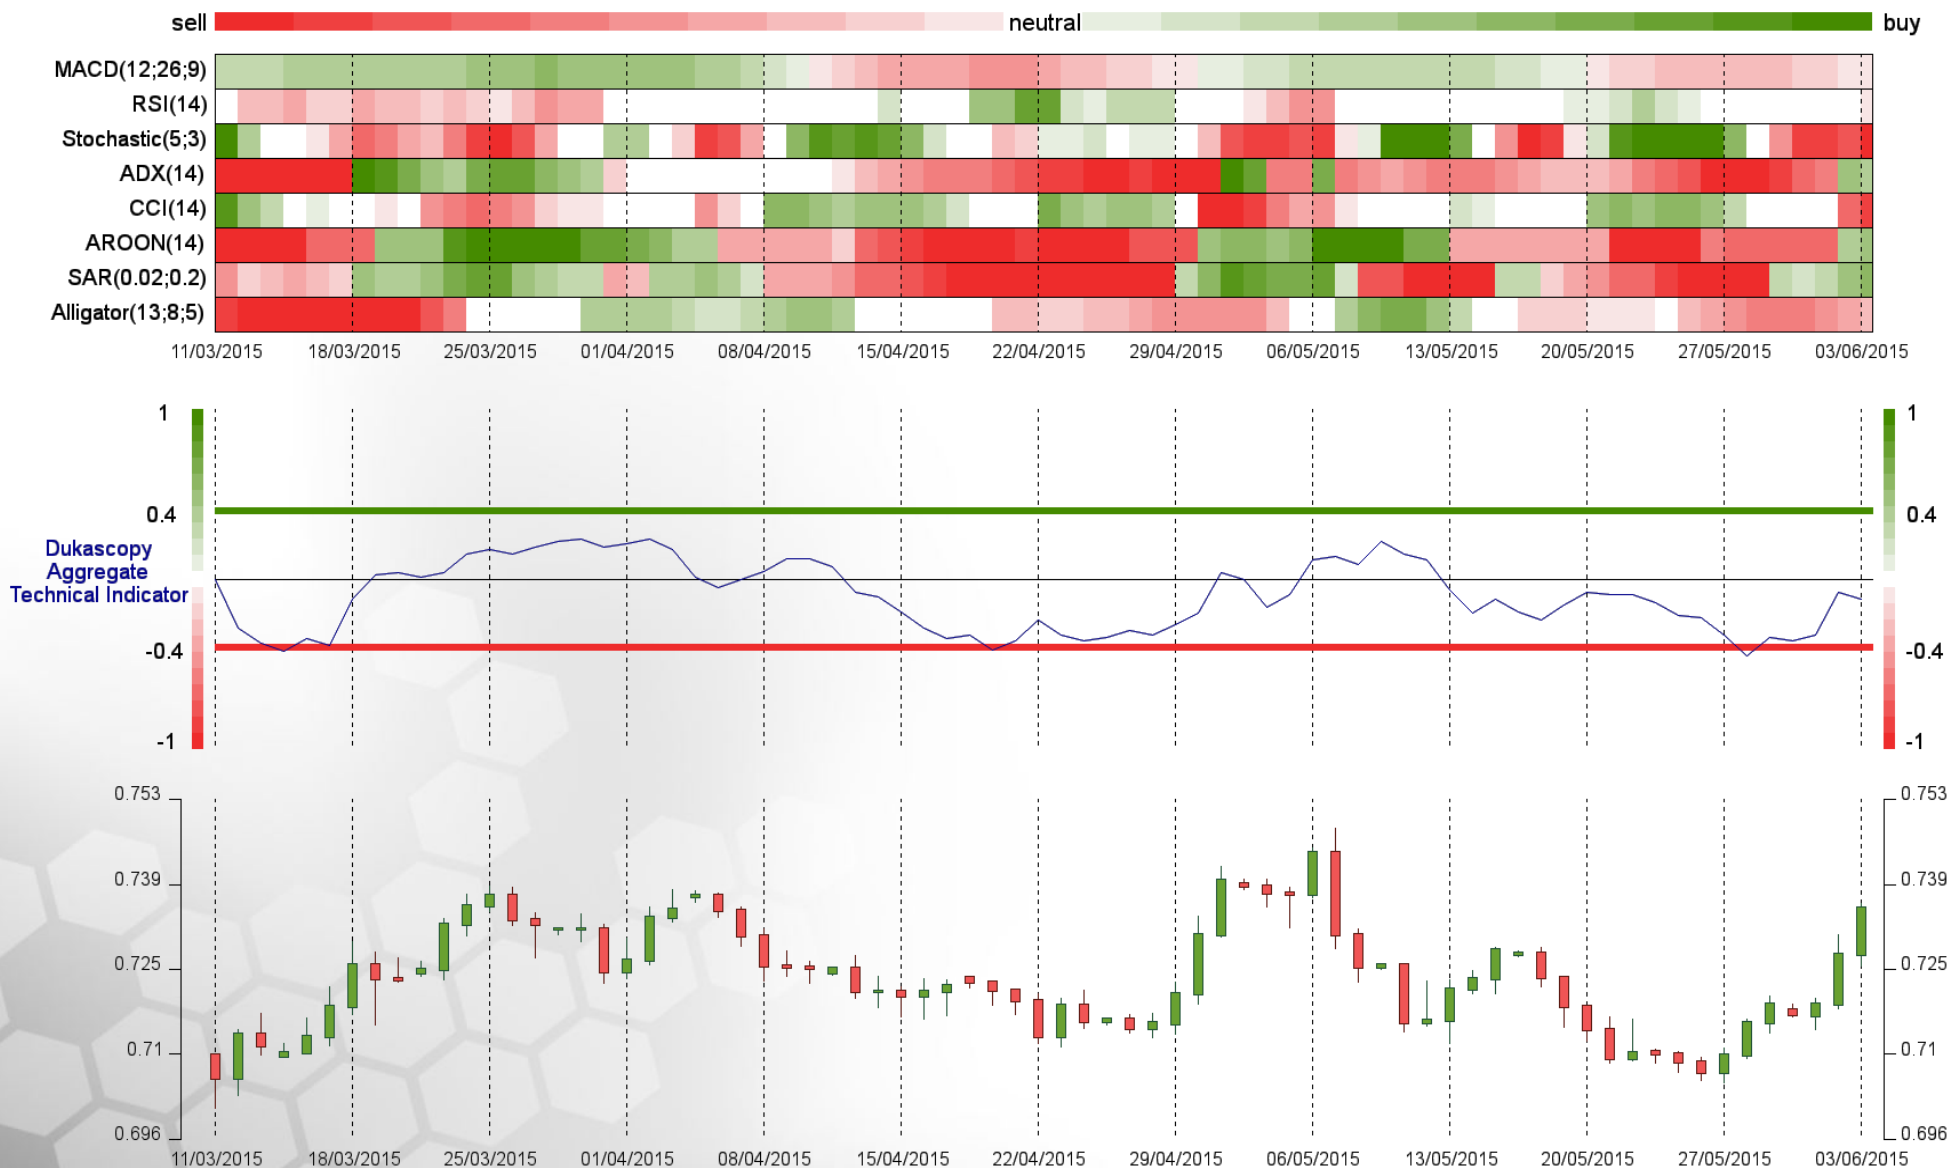 sell neutral buy
MACD(12;26;9)
RSI(14)
Stochastic(5;3)
ADX(14)
CCI(14)
AROON(14)
SAR(0.02;0.2)
Alligator(13;8;5)
11/03/2015 18/03/2015 25/03/2015 01/04/2015 08/04/2015 15/04/2015 22/04/2015 29/04/2015 06/05/2015 13/05/2015 20/05/2015 27/05/2015 03/06/2015
1 1
0.4 0.4
Dukascopy
Aggregate
Technical Indicator
-0.4 -0.4
-1 -1
0.753 0.753
0.739 0.739
0.725 0.725
0.71 0.71
0.696 0.696
11/03/2015 18/03/2015 25/03/2015 01/04/2015 08/04/2015 15/04/2015 22/04/2015 29/04/2015 06/05/2015 13/05/2015 20/05/2015 27/05/2015 03/06/2015